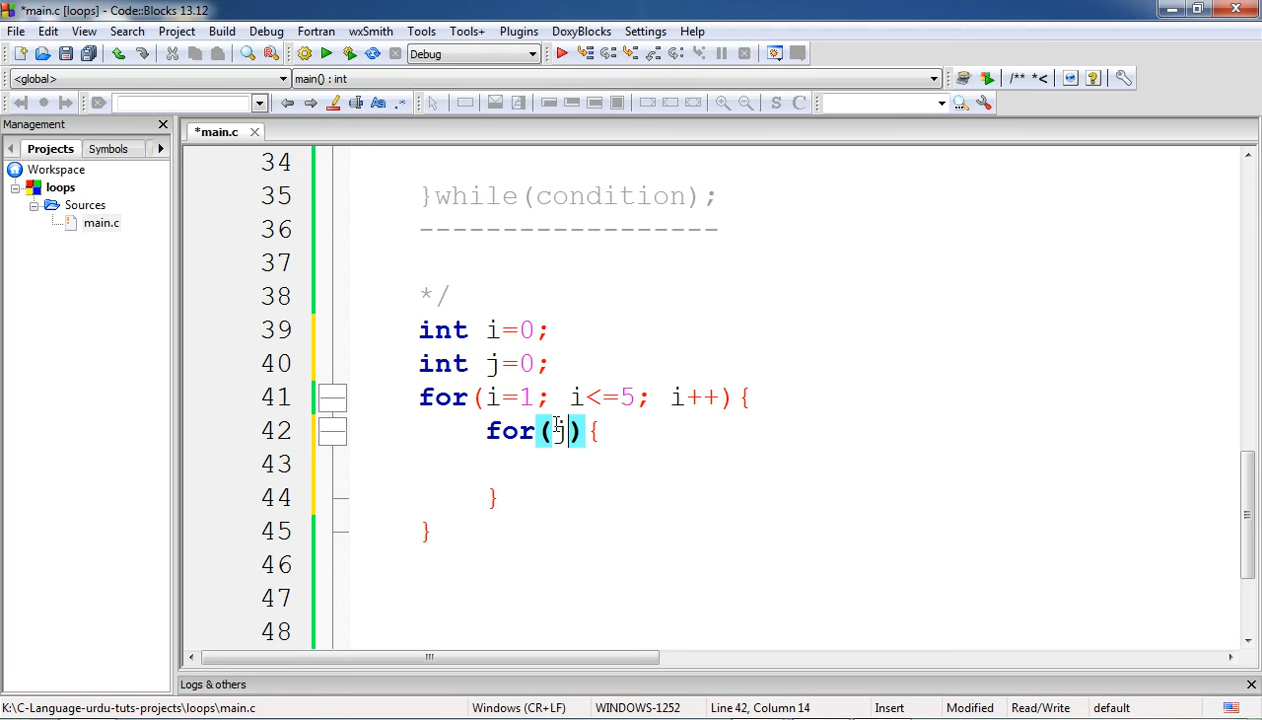 *main.c [loops] - Code::Blocks 13.12
File Edit View Search Project Build Debug Fortran wxSmith Tools Tools+ Plugins DoxyBlocks Settings Help
Debug
<global> main() : int /** *<
Aa .* S C
Management
*main.c
Projects Symbols
Workspace
loops
Sources
main.c
34
35 }while(condition);
36 ------------------
37
38 */
39 int i=0;
40 int j=0;
41 for(i=1; i<=5; i++){
42 for(j){
43
44 }
45 }
46
47
48
Logs & others
K:\C-Language-urdu-tuts-projects\loops\main.c Windows (CR+LF) WINDOWS-1252 Line 42, Column 14 Insert Modified Read/Write default